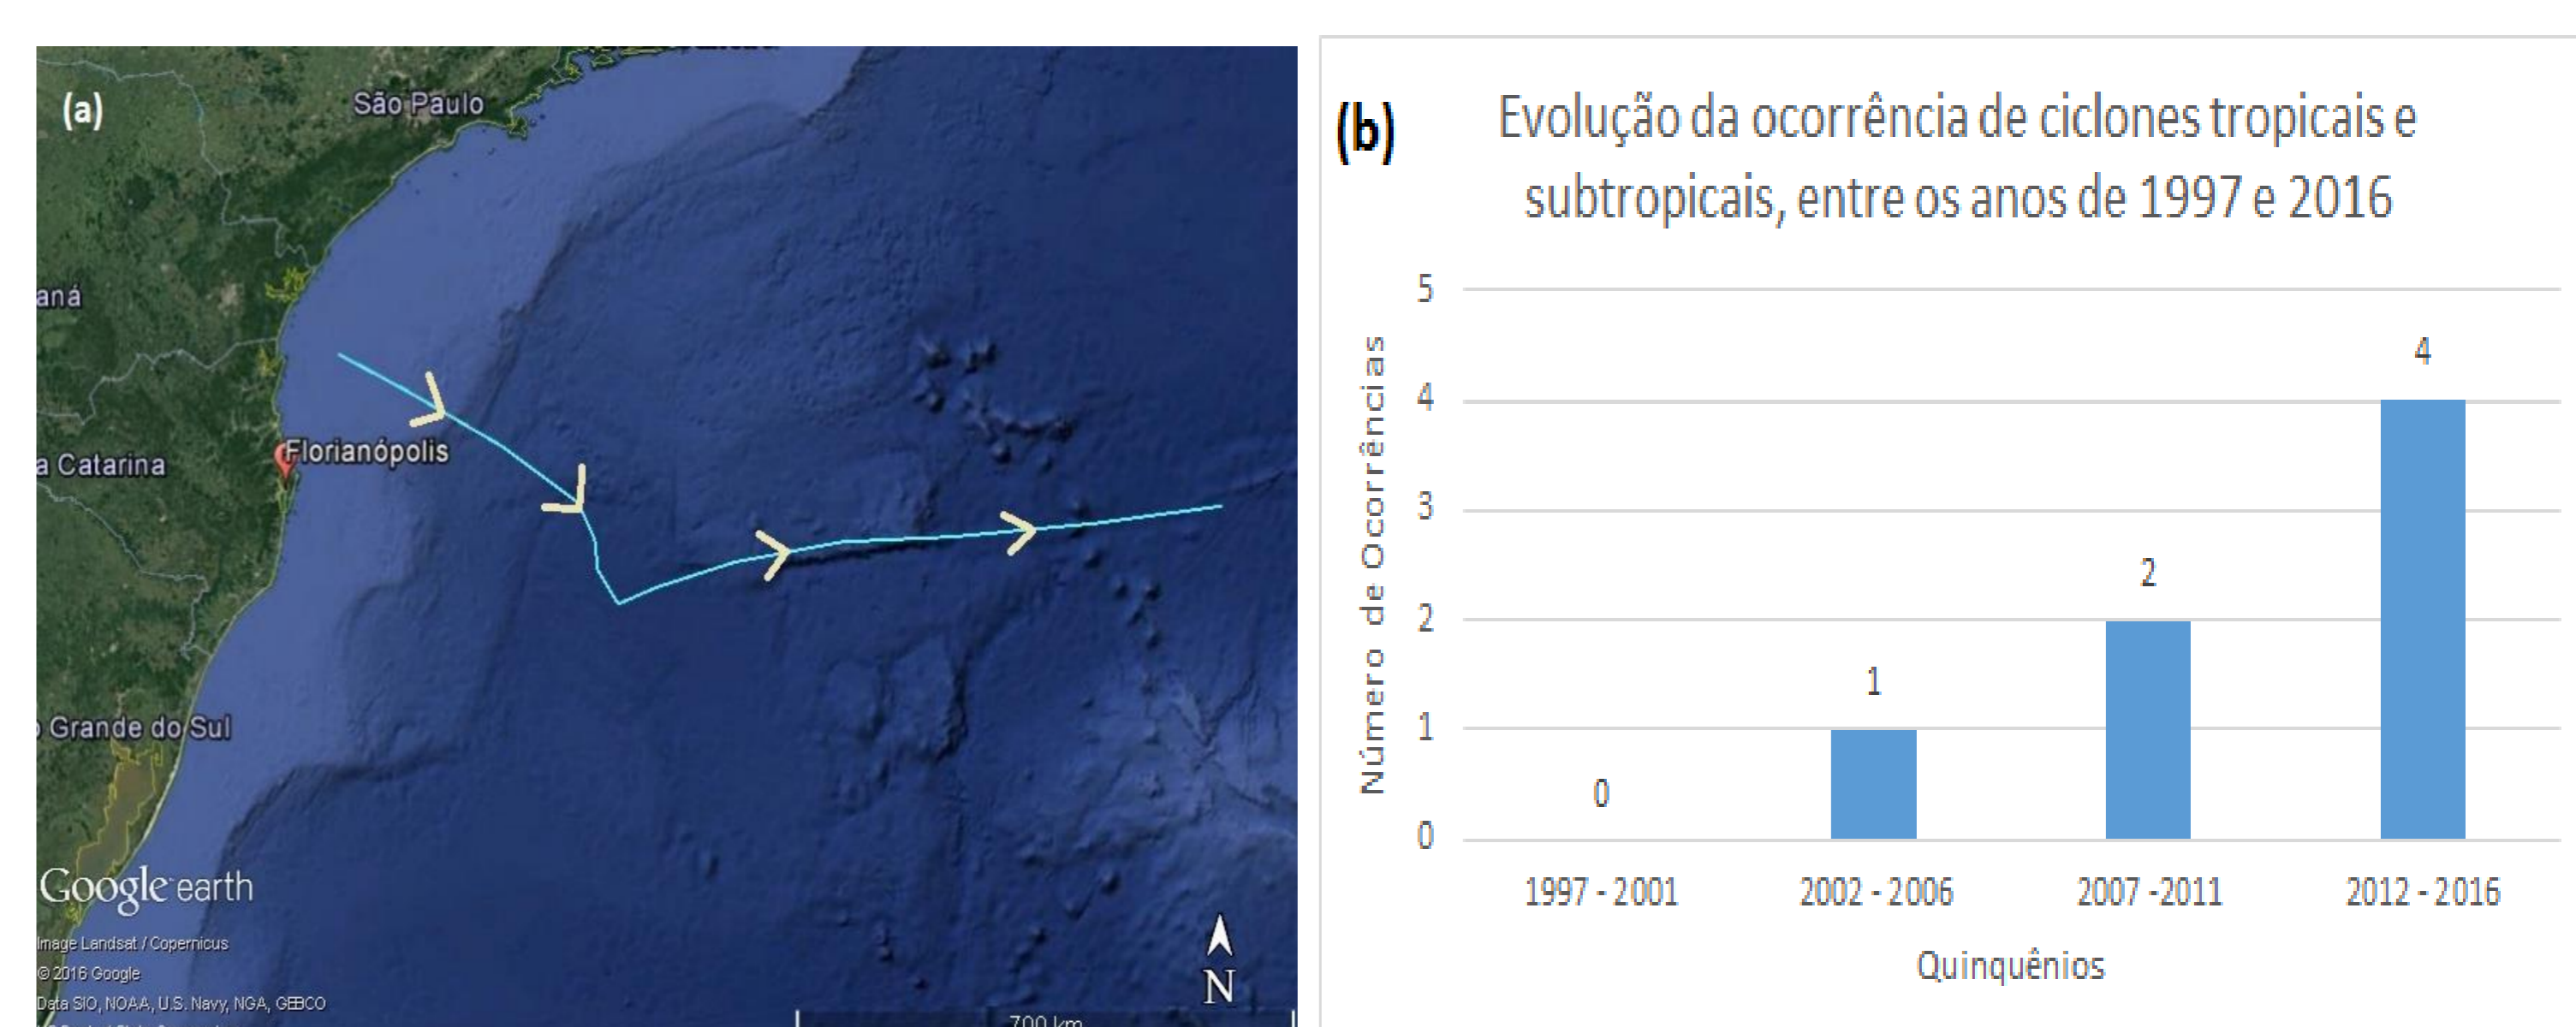 (a)
São Paulo
aná
Florianópolis
a Catarina
Grande do Sul
Google earth
Image Landsat / Copernicus
© 2016 Google
Data SIO, NOAA, U.S. Navy, NGA, GEBCO
N
700 km
(b)
Evolução da ocorrência de ciclones tropicais e
subtropicais, entre os anos de 1997 e 2016
Número de Ocorrências
5
4
3
2
1
0
0
1
2
4
1997 - 2001
2002 - 2006
2007 -2011
2012 - 2016
Quinquênios